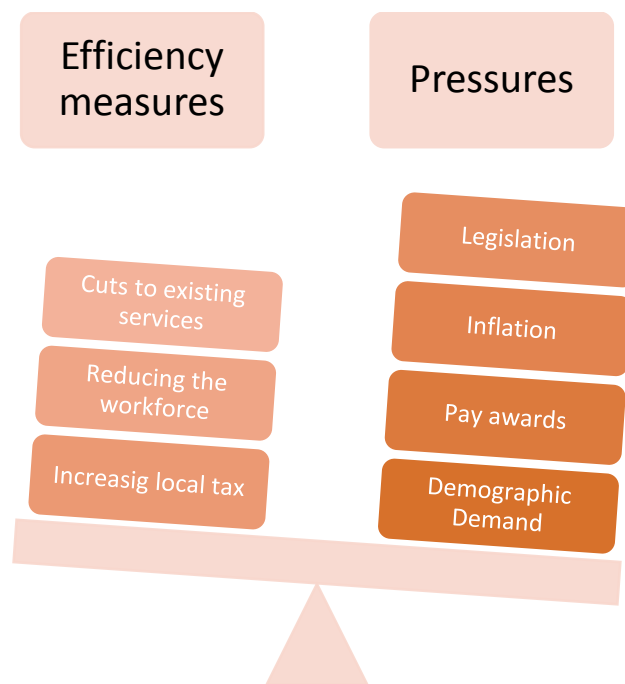 Efficiency
measures
Pressures
Cuts to existing
services
Reducing the
workforce
Increasig local tax
Legislation
Inflation
Pay awards
Demographic
Demand